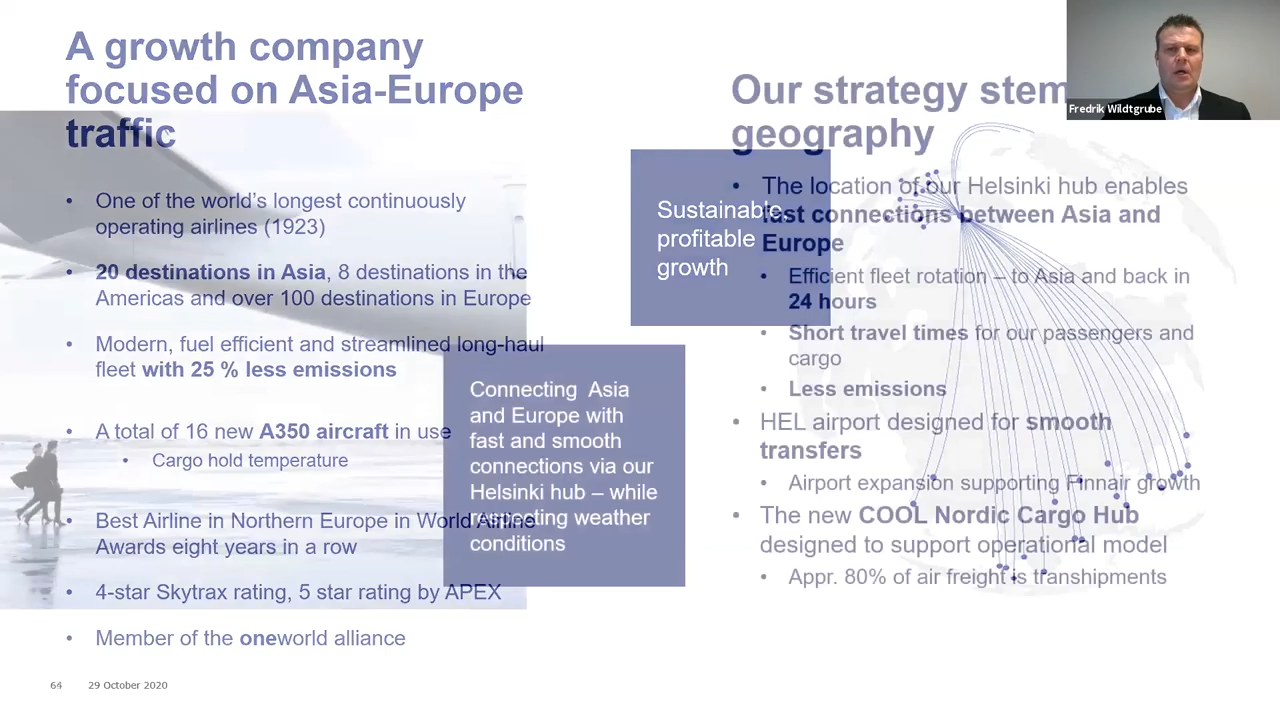 A growth company
focused on Asia-Europe
traffic
• One of the world's longest continuously
operating airlines (1923)
• 20 destinations in Asia, 8 destinations in the
Americas and over 100 destinations in Europe
• Modern, fuel efficient and streamlined long-haul
fleet with 25 % less emissions
• A total of 16 new A350 aircraft in use
• Cargo hold temperature
• Best Airline in Northern Europe in World Airline
Awards eight years in a row
• 4-star Skytrax rating, 5 star rating by APEX
• Member of the oneworld alliance
Connecting Asia
and Europe with
fast and smooth
connections via our
Helsinki hub – while
respecting weather
conditions
Sustainable,
profitable
growth
Our strategy
geography
• The location of our Helsinki hub enables
fast connections between Asia and
Europe
• Efficient fleet rotation – to Asia and back in
24 hours
• Short travel times for our passengers and
cargo
• Less emissions
• HEL airport designed for smooth
transfers
• Airport expansion supporting Finnair growth
• The new COOL Nordic Cargo Hub
designed to support operational model
• Appr. 80% of air freight is transhipments
Fredrik Wildtgrube
64 29 October 2020